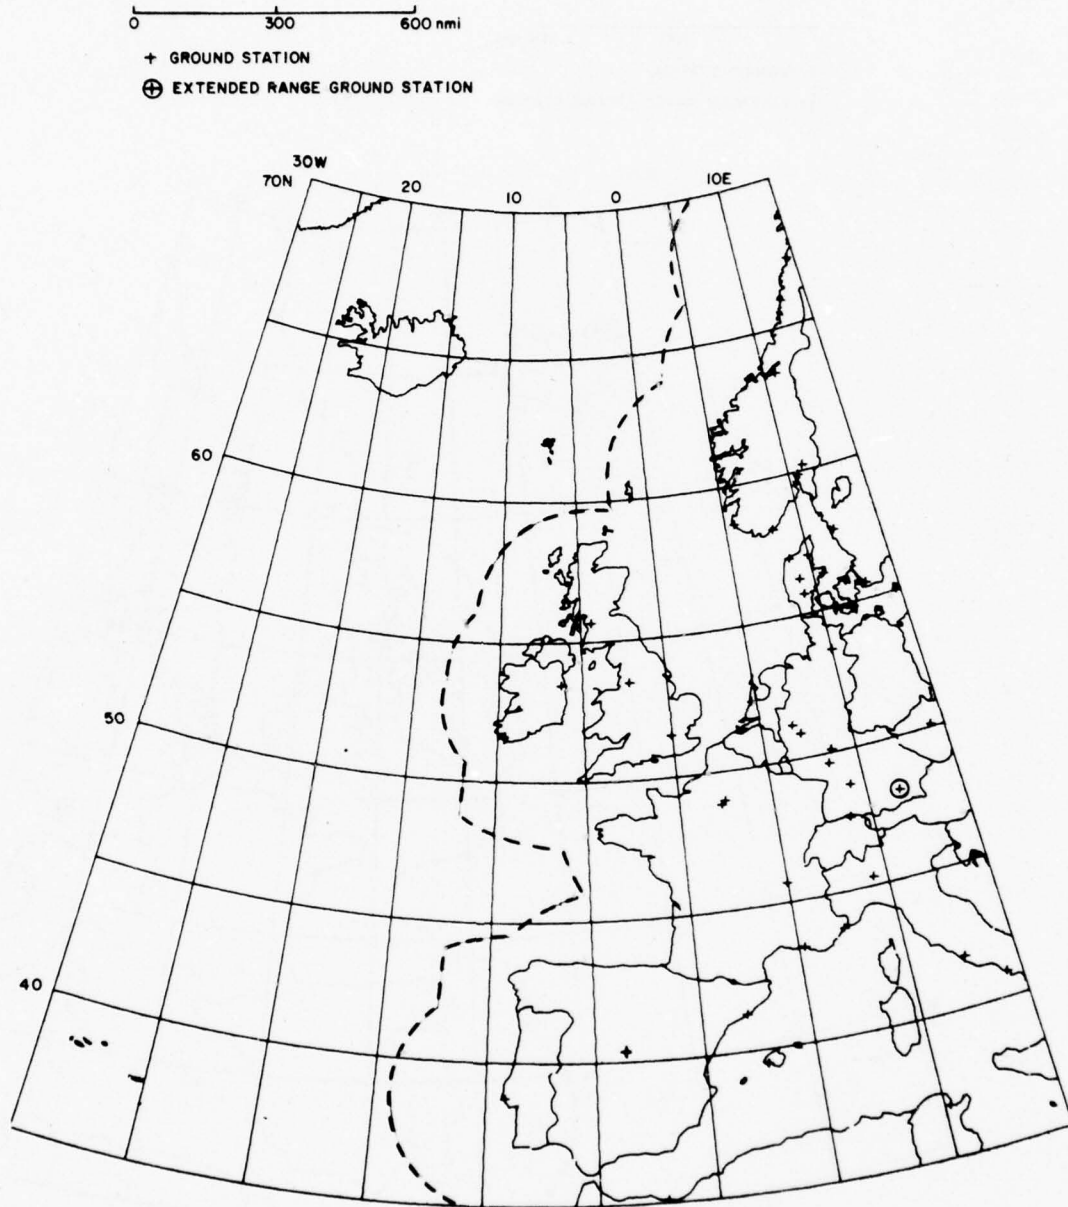 0 300 600 nmi
+ GROUND STATION
⊕ EXTENDED RANGE GROUND STATION
30W
70N 20 10 0 10E
60
50
40